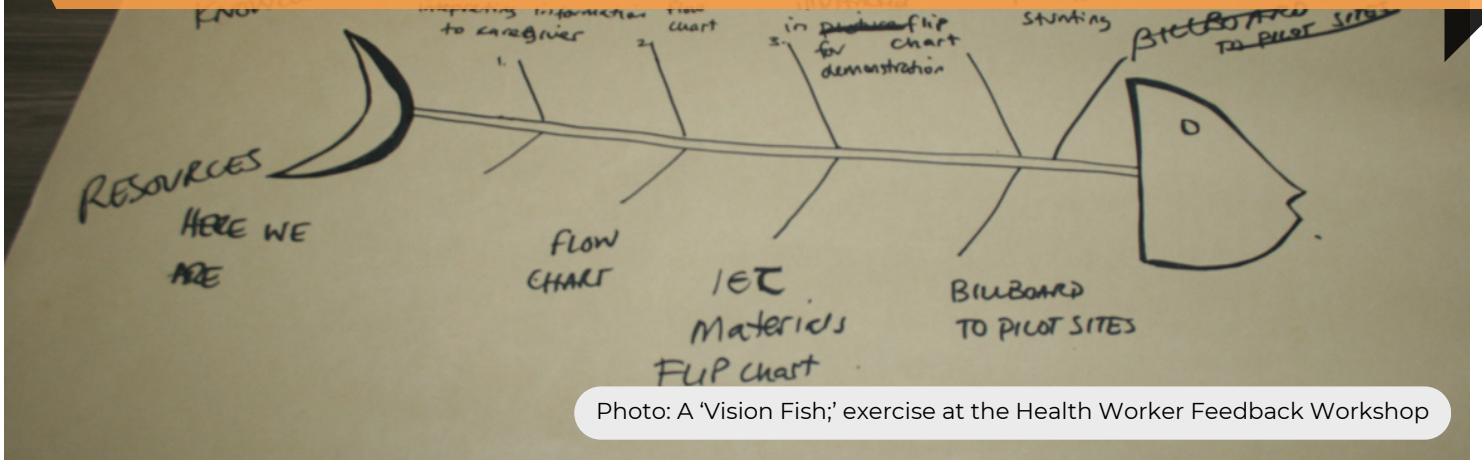 to caregiver
chart
in produce flip
for chart
demonstration
stunting
BILLBOARD
TO PILOT SITES
1.
2.
3.
RESOURCES
HERE WE
ARE
FLOW
CHART
IEC
Materials
FLIP chart
BILLBOARD
TO PILOT SITES
Photo: A ‘Vision Fish;’ exercise at the Health Worker Feedback Workshop